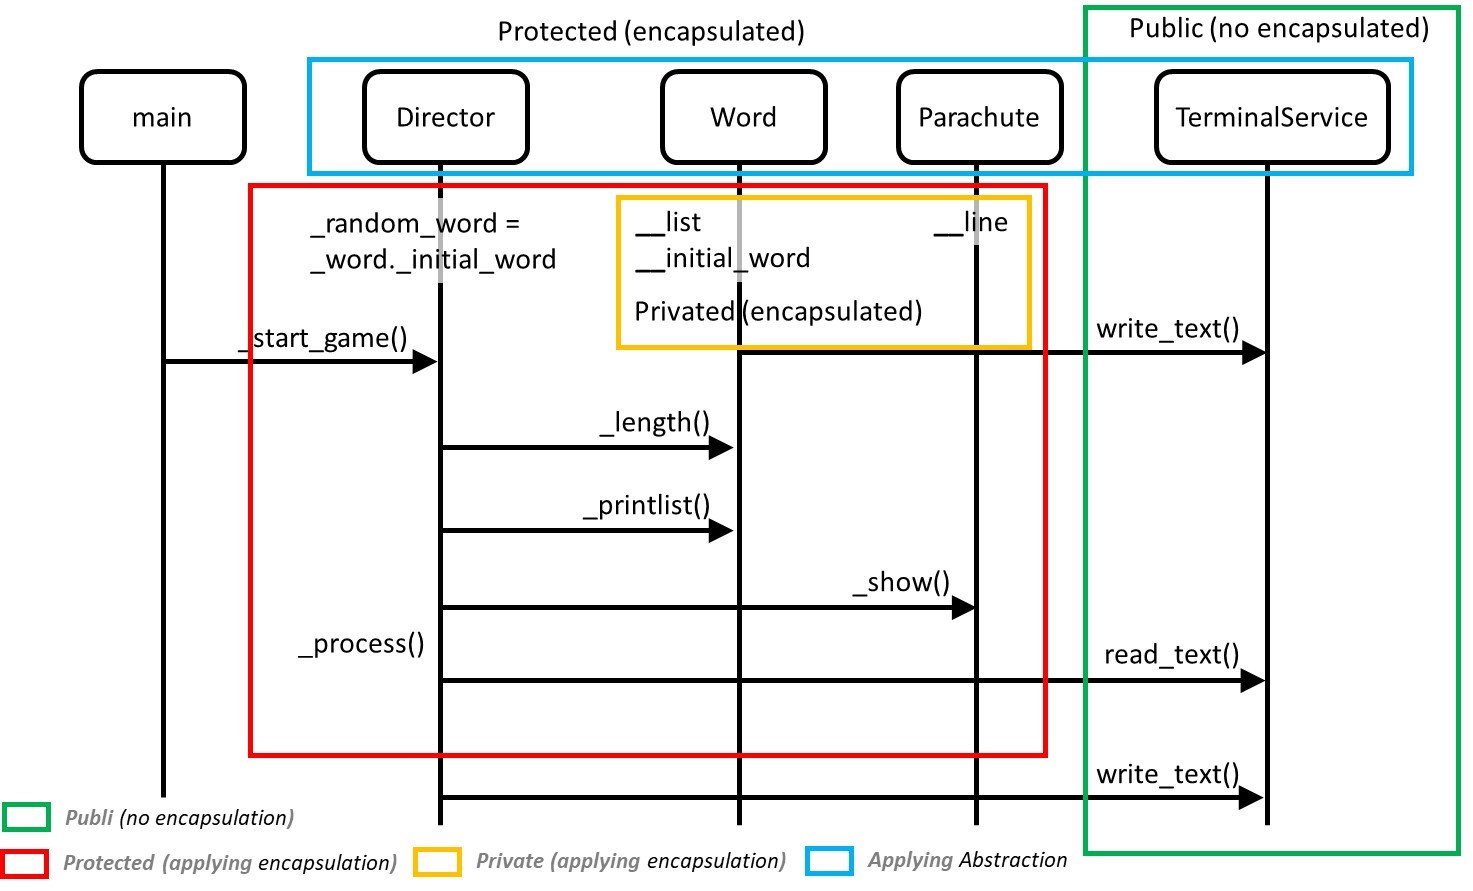 Protected (encapsulated)
Public (no encapsulated)
main
Director
Word
Parachute
TerminalService
_random_word =
_word._initial_word
__list
__initial_word
__line
Privated (encapsulated)
_start_game()
write_text()
_length()
_printlist()
_show()
_process()
read_text()
write_text()
Publi (no encapsulation)
Protected (applying encapsulation)
Private (applying encapsulation)
Applying Abstraction